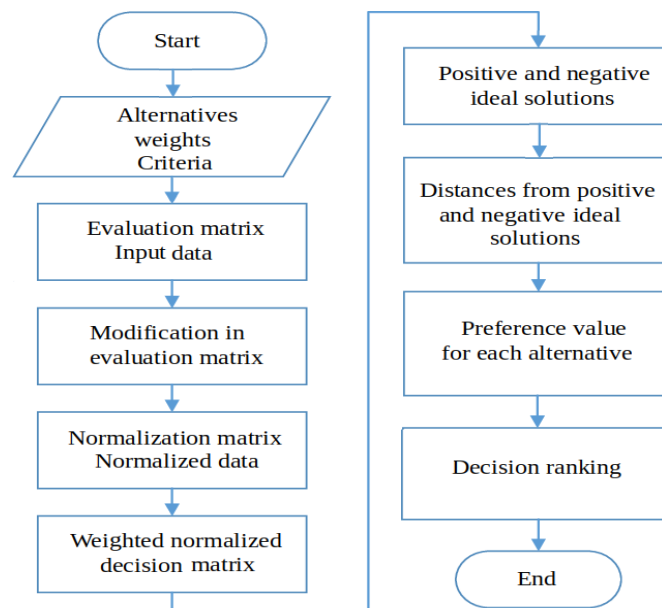 Start
Alternatives
weights
Criteria
Evaluation matrix
Input data
Modification in
evaluation matrix
Normalization matrix
Normalized data
Weighted normalized
decision matrix
Positive and negative
ideal solutions
Distances from positive
and negative ideal
solutions
Preference value
for each alternative
Decision ranking
End